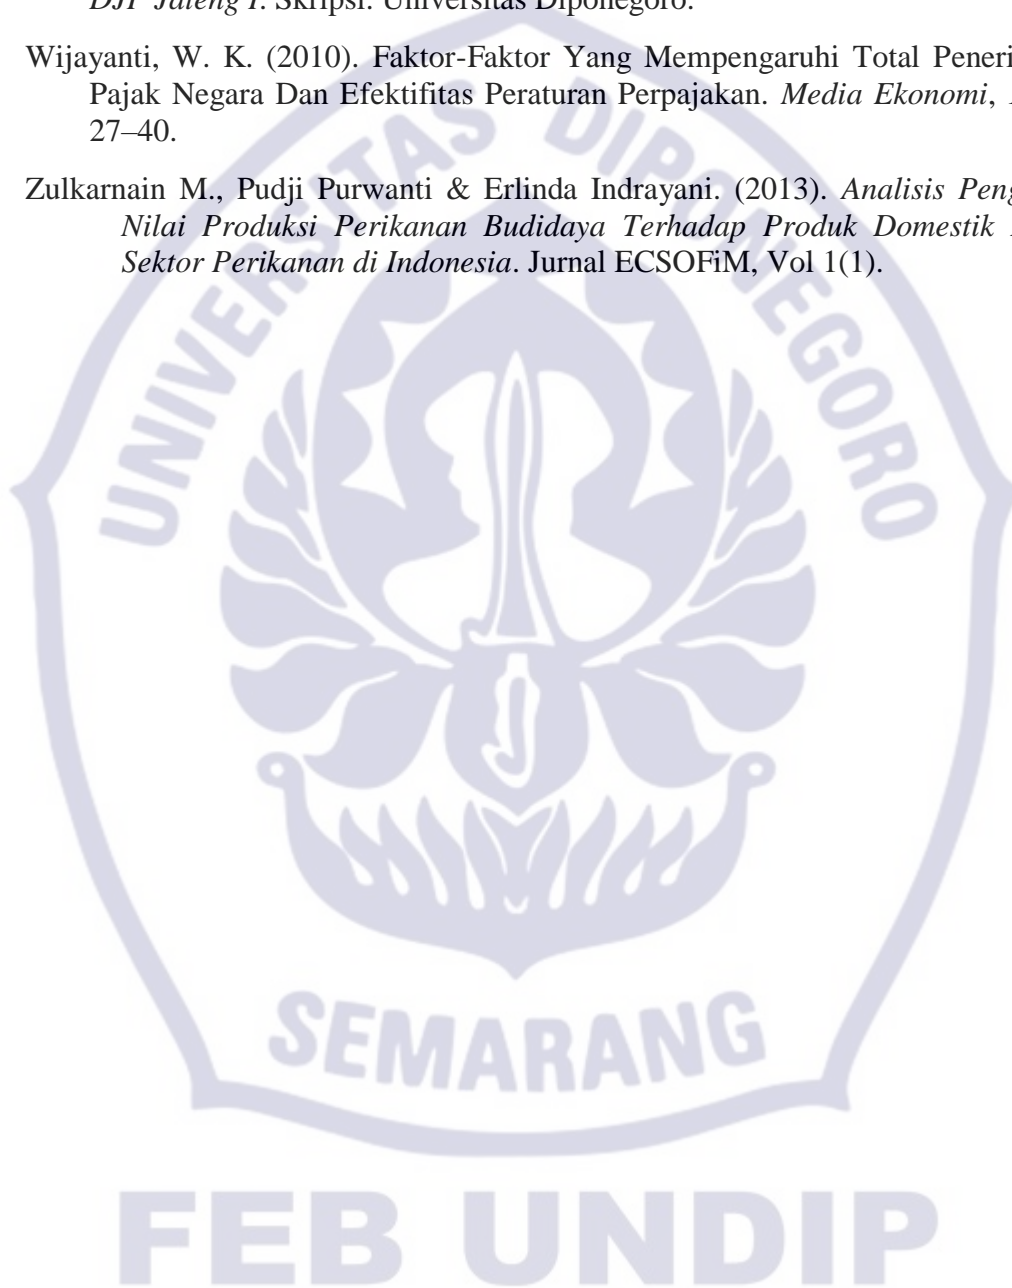 DJP Jateng I. Skripsi. Universitas Diponegoro.
Wijayanti, W. K. (2010). Faktor-Faktor Yang Mempengaruhi Total
Pajak Negara Dan Efektifitas Peraturan Perpajakan. Media Ekonomi,
27–40.
Zulkarnain M., Pudji Purwanti & Erlinda Indrayani. (2013). Analisis
Nilai Produksi Perikanan Budidaya Terhadap Produk Domestik
Sektor Perikanan di Indonesia. Jurnal ECSOFiM, Vol 1(1).
UNIVERSITAS DIPONEGORO
SEMARANG
FEB UNDIP